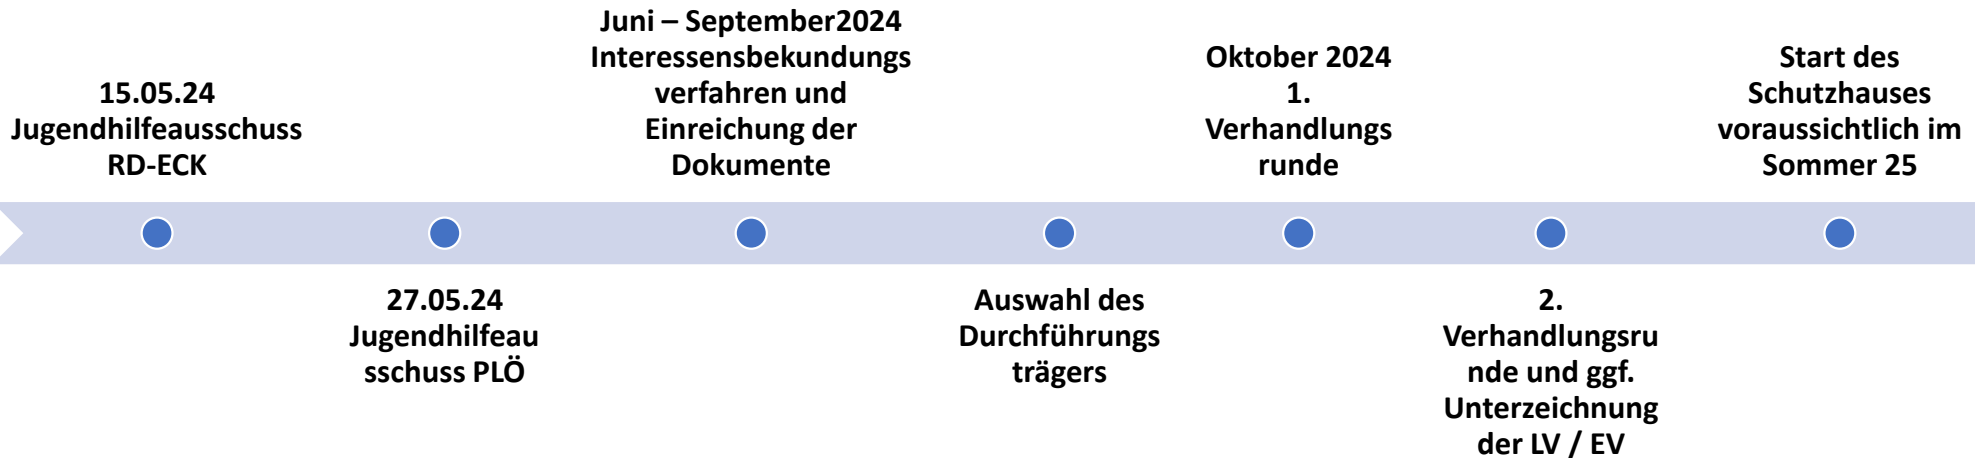 15.05.24
Jugendhilfeausschuss
RD-ECK
27.05.24
Jugendhilfeau
sschuss PLÖ
Juni – September2024
Interessensbekundungs
verfahren und
Einreichung der
Dokumente
Auswahl des
Durchführungs
trägers
Oktober 2024
1.
Verhandlungs
runde
2.
Verhandlungsru
nde und ggf.
Unterzeichnung
der LV / EV
Start des
Schutzhauses
voraussichtlich im
Sommer 25